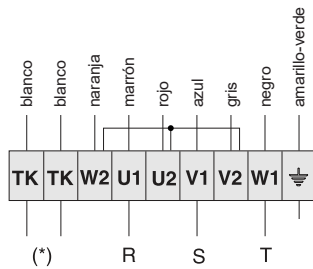 blanco
blanco
naranja
marrón
rojo
azul
gris
negro
amarillo-verde
TK TK W2 U1 U2 V1 V2 W1
(*) R S T